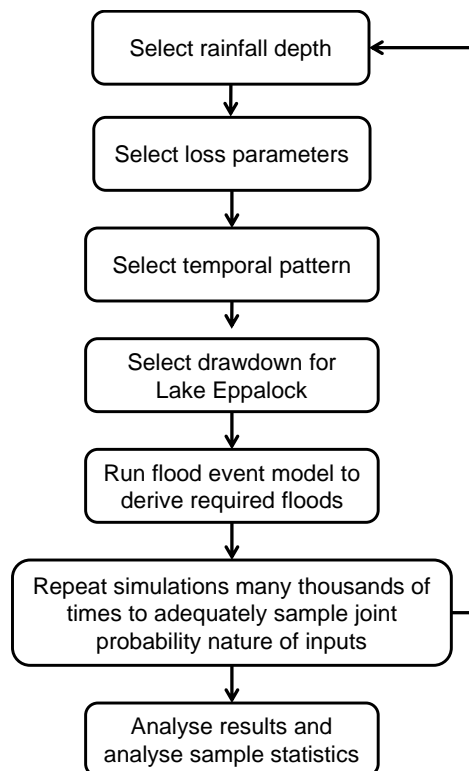 Select rainfall depth
Select loss parameters
Select temporal pattern
Select drawdown for
Lake Eppalock
Run flood event model to
derive required floods
Repeat simulations many thousands of
times to adequately sample joint
probability nature of inputs
Analyse results and
analyse sample statistics